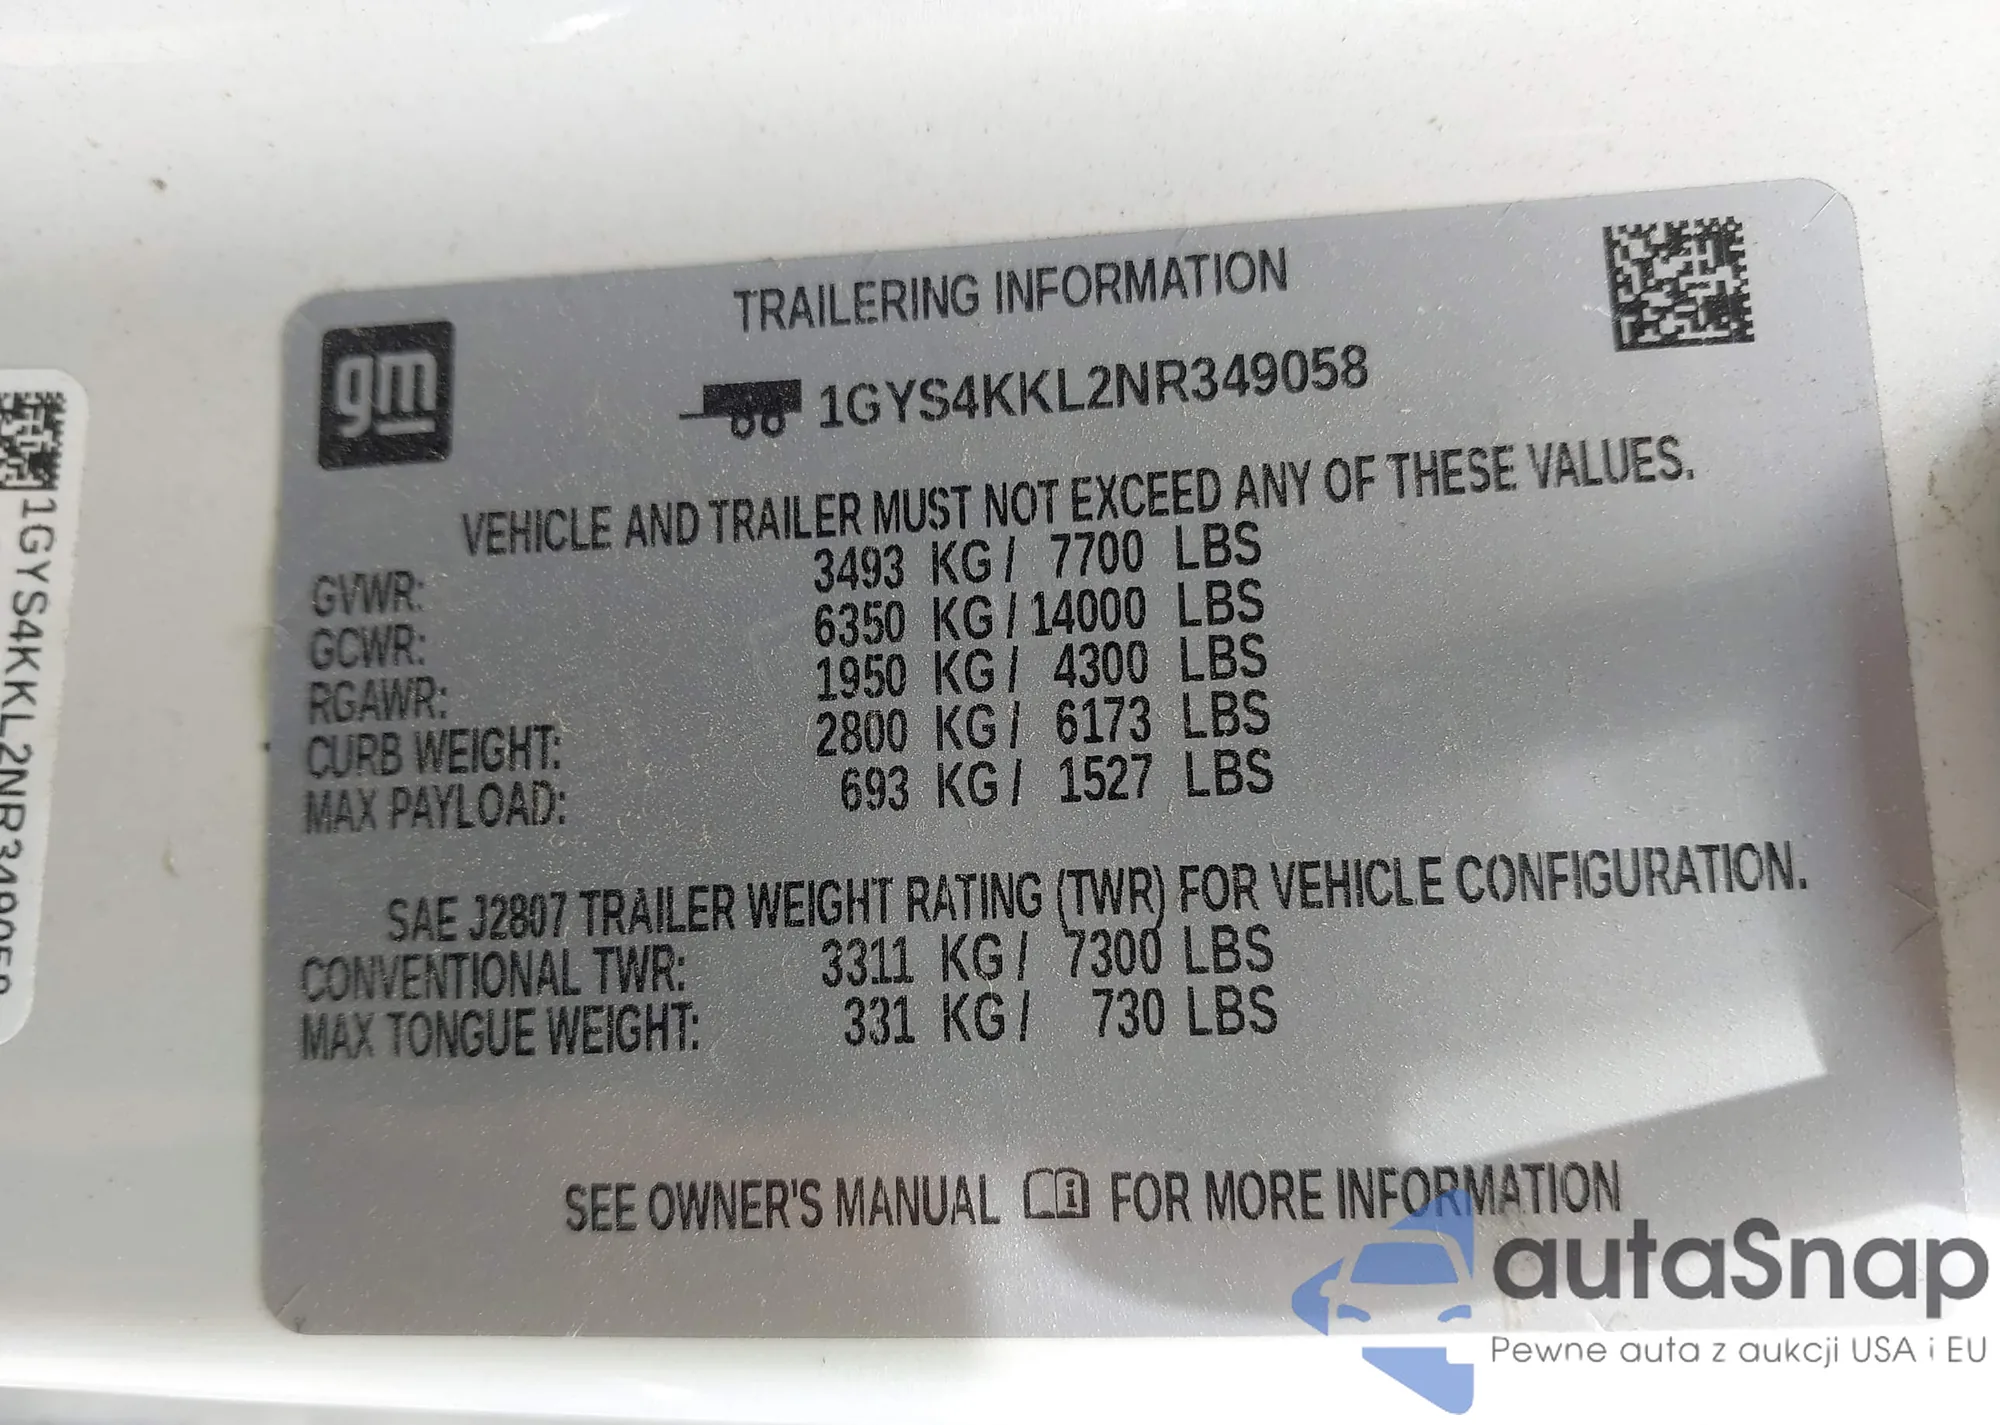 gm
TRAILERING INFORMATION
1GYS4KKL2NR349058
VEHICLE AND TRAILER MUST NOT EXCEED ANY OF THESE VALUES.
GVWR: 3493 KG / 7700 LBS
GCWR: 6350 KG / 14000 LBS
RGAWR: 1950 KG / 4300 LBS
CURB WEIGHT: 2800 KG / 6173 LBS
MAX PAYLOAD: 693 KG / 1527 LBS
SAE J2807 TRAILER WEIGHT RATING (TWR) FOR VEHICLE CONFIGURATION.
CONVENTIONAL TWR: 3311 KG / 7300 LBS
MAX TONGUE WEIGHT: 331 KG / 730 LBS
SEE OWNER'S MANUAL FOR MORE INFORMATION
1GYS4KKL2NR349058
autaSnap
Pewne auta z aukcji USA i EU